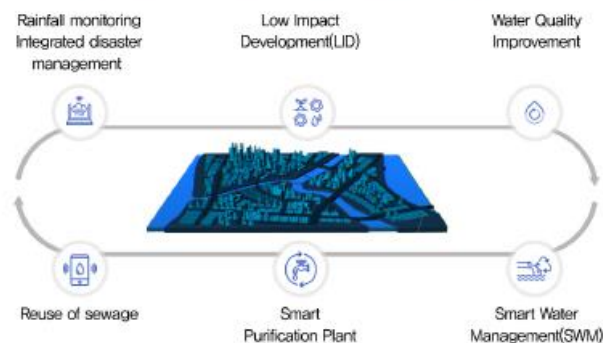 Rainfall monitoring
Integrated disaster
management
Low Impact
Development(LID)
Water Quality
Improvement
Reuse of sewage
Smart
Purification Plant
Smart Water
Management(SWM)